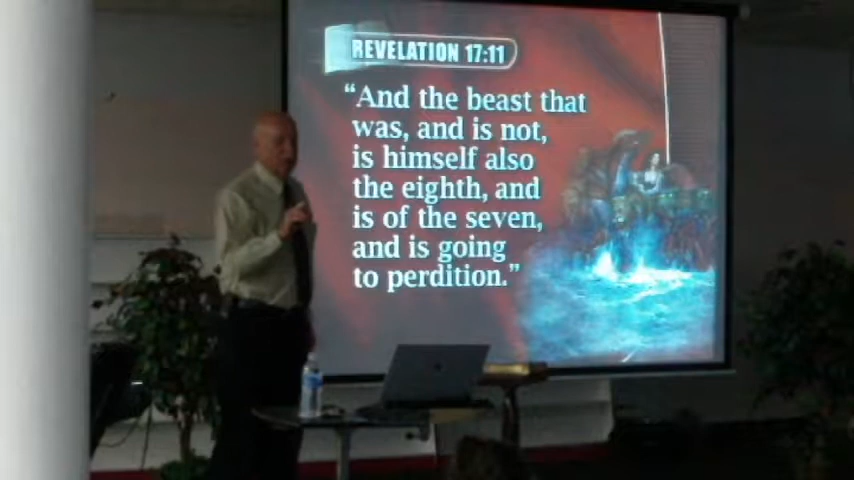 REVELATION 17:11
“And the beast that
was, and is not,
is himself also
the eighth, and
is of the seven,
and is going
to perdition.”